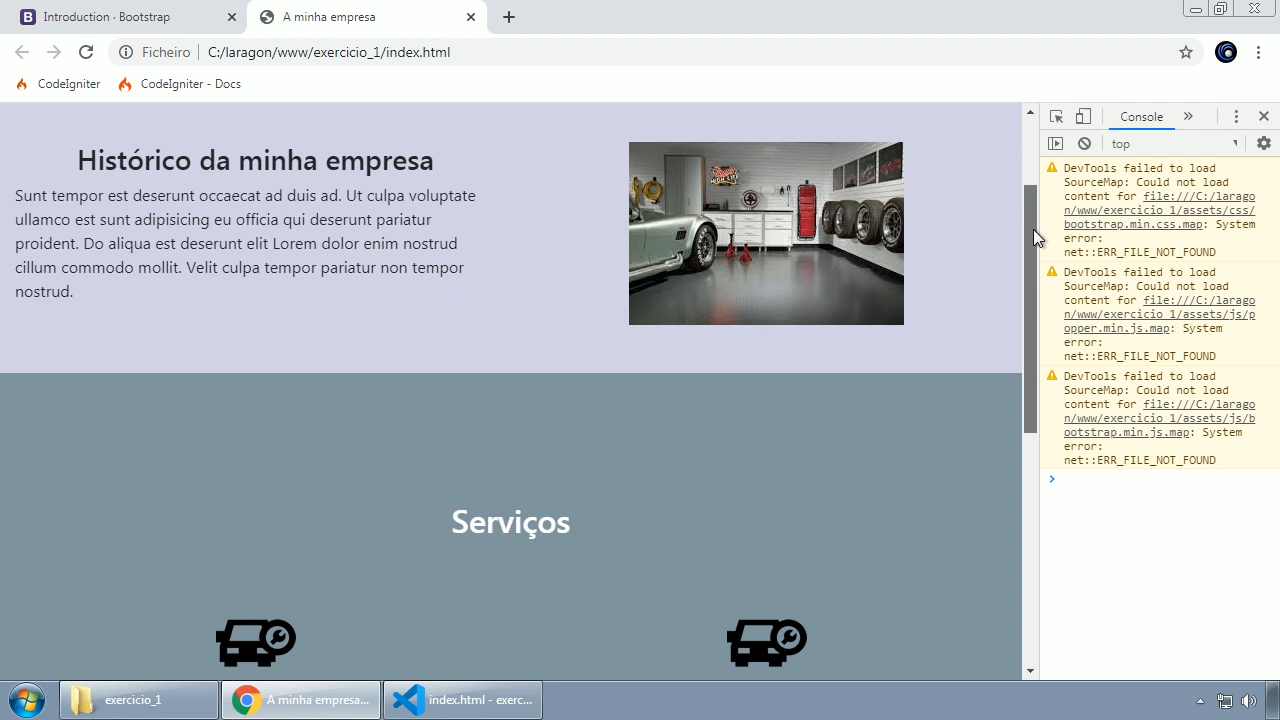 Introduction · Bootstrap
A minha empresa
Ficheiro
C:/laragon/www/exercicio_1/index.html
CodeIgniter
CodeIgniter - Docs
Histórico da minha empresa
Sunt tempor est deserunt occaecat ad duis ad. Ut culpa voluptate
ullamco est sunt adipisicing eu officia qui deserunt pariatur
proident. Do aliqua est deserunt elit Lorem dolor enim nostrud
cillum commodo mollit. Velit culpa tempor pariatur non tempor
nostrud.
Serviços
Console
top
DevTools failed to load
SourceMap: Could not load
content for file:///C:/larago
n/www/exercicio_1/assets/css/
bootstrap.min.css.map: System
error:
net::ERR_FILE_NOT_FOUND
DevTools failed to load
SourceMap: Could not load
content for file:///C:/larago
n/www/exercicio_1/assets/js/p
opper.min.js.map: System
error:
net::ERR_FILE_NOT_FOUND
DevTools failed to load
SourceMap: Could not load
content for file:///C:/larago
n/www/exercicio_1/assets/js/b
ootstrap.min.js.map: System
error:
net::ERR_FILE_NOT_FOUND
exercicio_1
A minha empresa...
index.html - exerc...